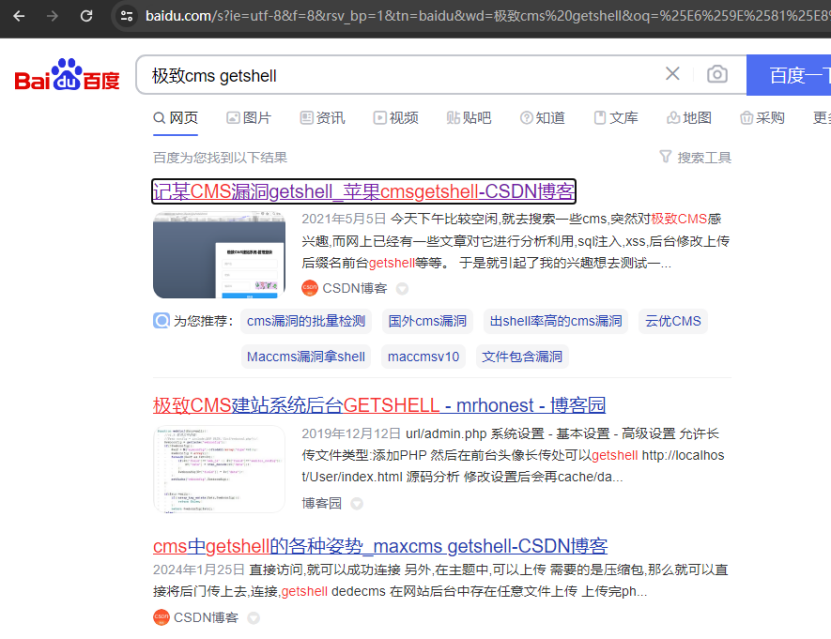 baidu.com/s?ie=utf-8&f=8&rsv_bp=1&tn=baidu&wd=极致cms%20getshell&oq=%25E6%259E%2581%25E8%
Bai du 百度
极致cms getshell
百度一下
网页 图片 资讯 视频 贴吧 知道 文库 地图 采购 更多
百度为您找到以下结果
搜索工具
记某CMS漏洞getshell_苹果cmsgetshell-CSDN博客
2021年5月5日 今天下午比较空闲,就去搜索一些cms,突然对极致CMS感
兴趣,而网上已经有一些文章对它进行分析利用,sql注入,xss,后台修改上传
后缀名前台getshell等等。 于是就引起了我的兴趣想去测试一...
CSDN博客
为您推荐: cms漏洞的批量检测 国外cms漏洞 出shell率高的cms漏洞 云优CMS
Maccms漏洞拿shell maccmsv10 文件包含漏洞
极致CMS建站系统后台GETSHELL - mrhonest - 博客园
2019年12月12日 url/admin.php 系统设置 - 基本设置 - 高级设置 允许长
传文件类型:添加PHP 然后在前台头像长传处可以getshell http://localhos
t/User/index.html 源码分析 修改设置后会再cache/da...
博客园
cms中getshell的各种姿势_maxcms getshell-CSDN博客
2024年1月25日 直接访问,就可以成功连接 另外,在主题中,可以上传 需要的是压缩包,那么就可以直
接将后门传上去,连接,getshell dedecms 在网站后台中存在任意文件上传 上传完ph...
CSDN博客